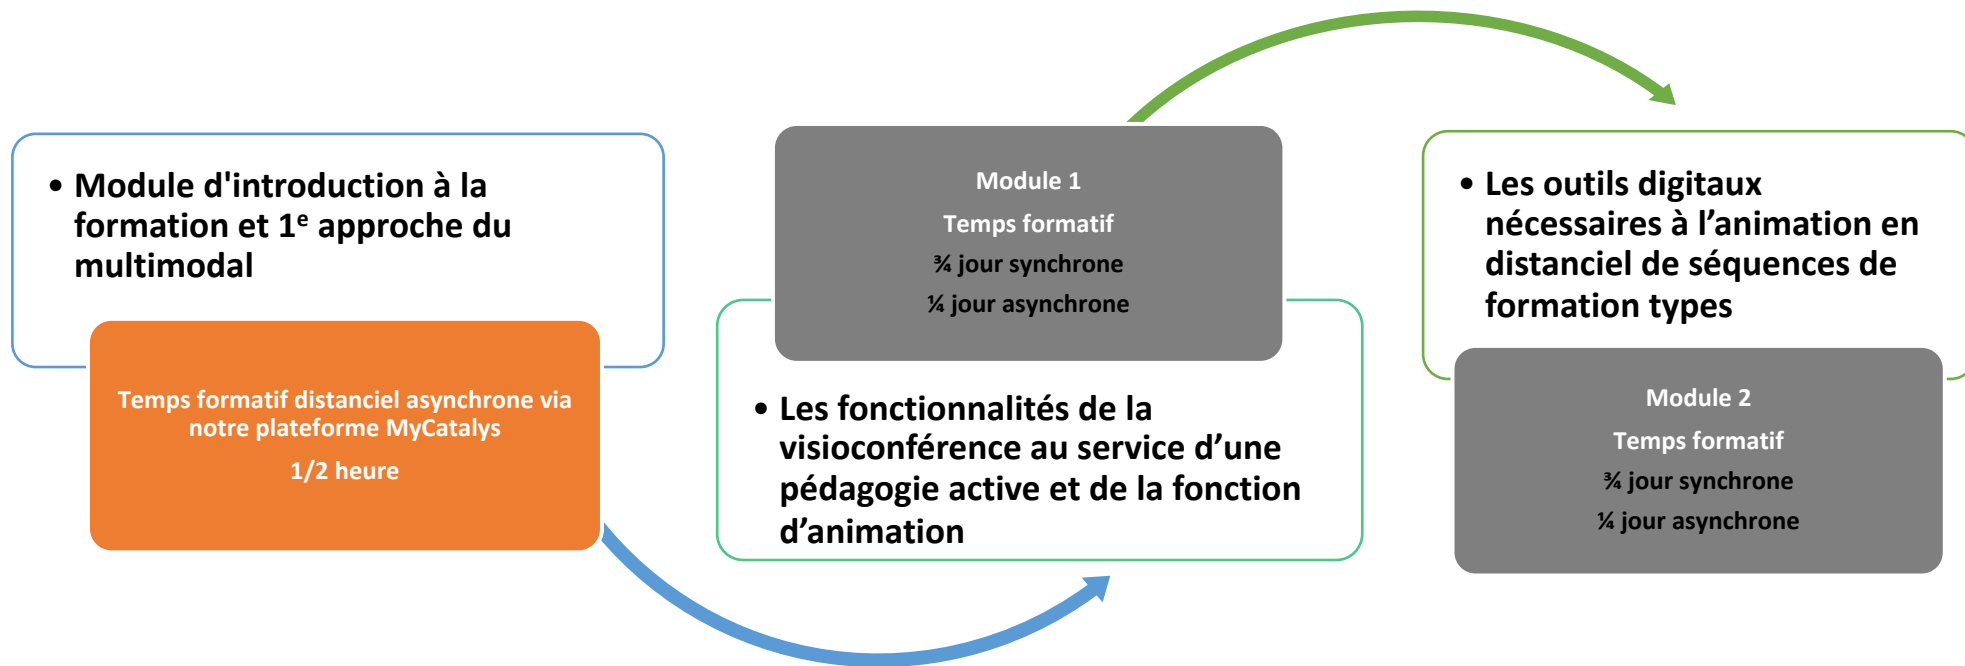 • Module d'introduction à la
formation et 1e approche du
multimodal
Temps formatif distanciel asynchrone via
notre plateforme MyCatalys
1/2 heure
Module 1
Temps formatif
¾ jour synchrone
¼ jour asynchrone
• Les fonctionnalités de la
visioconférence au service d’une
pédagogie active et de la fonction
d’animation
• Les outils digitaux
nécessaires à l’animation en
distanciel de séquences de
formation types
Module 2
Temps formatif
¾ jour synchrone
¼ jour asynchrone